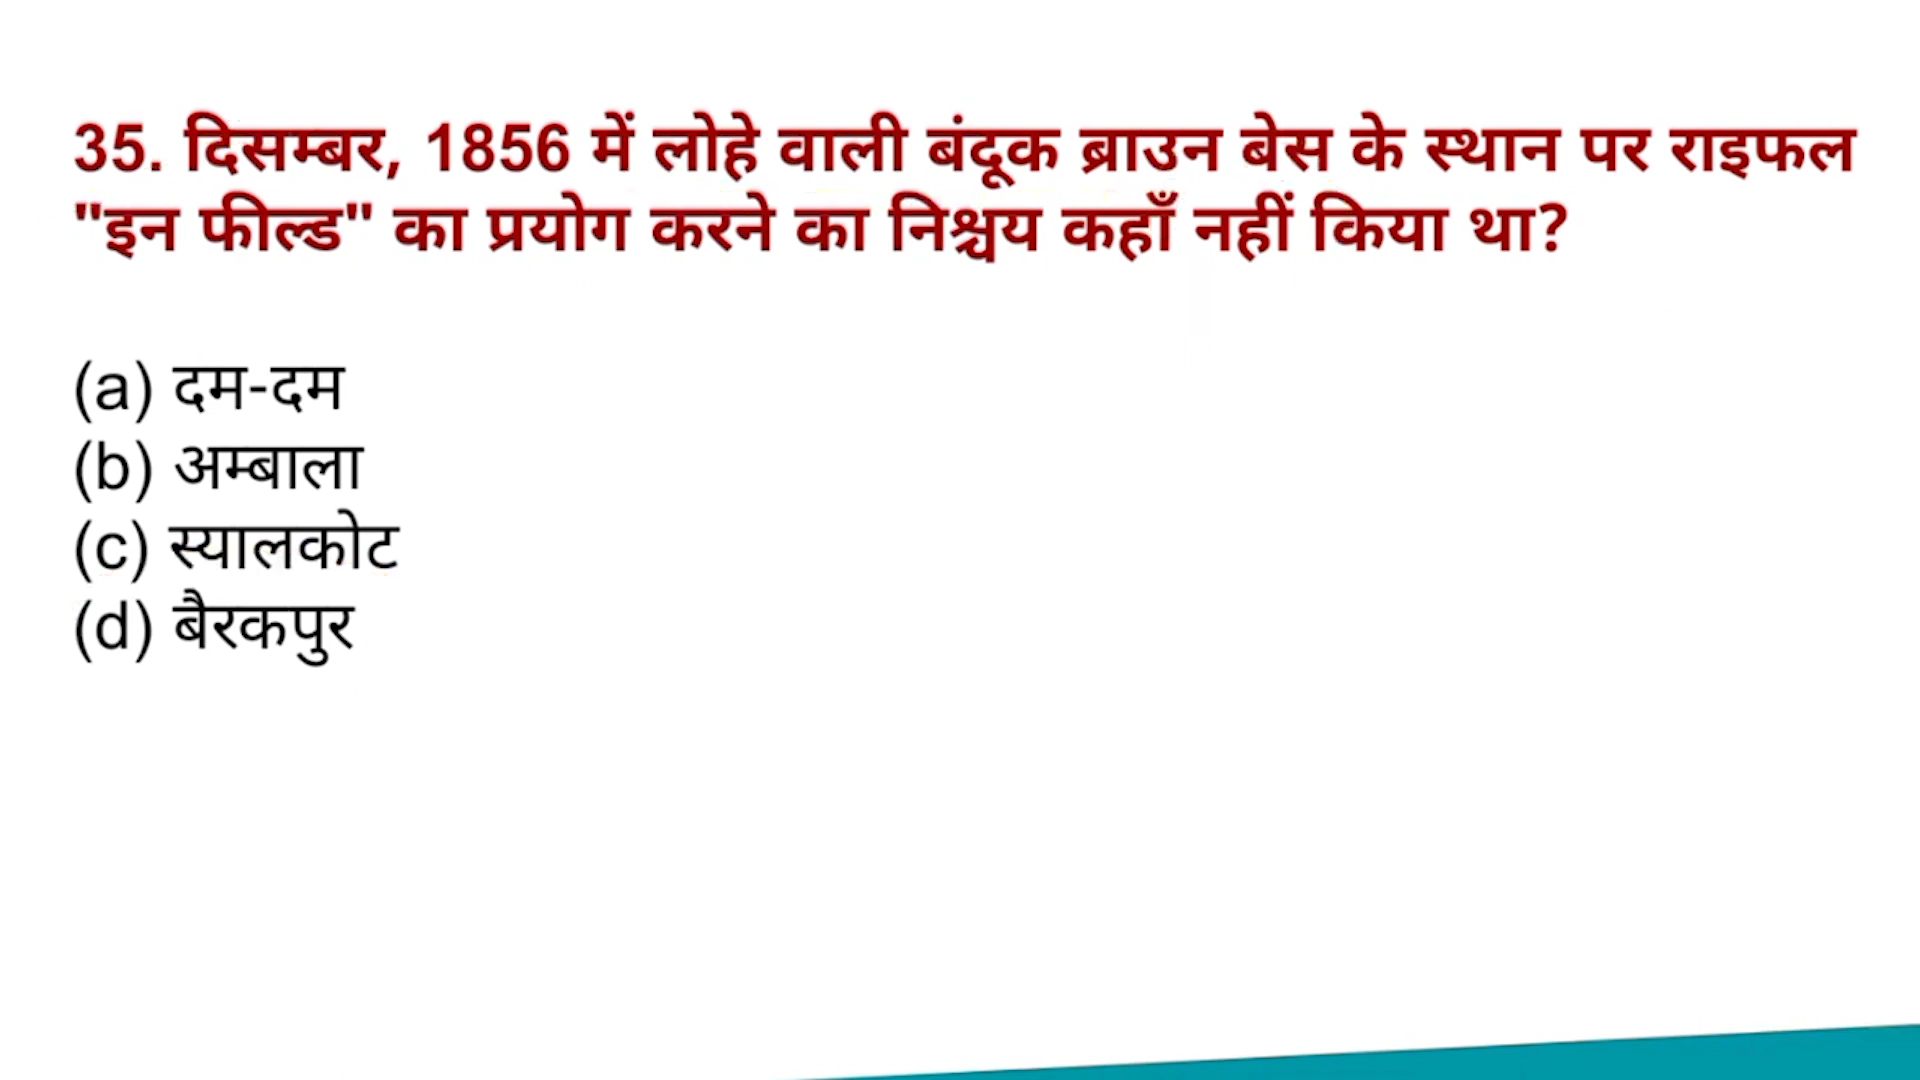 35. दिसम्बर, 1856 में लोहे वाली बंदूक ब्राउन बेस के स्थान पर राइफल
"इन फील्ड" का प्रयोग करने का निश्चय कहाँ नहीं किया था?
(a) दम-दम
(b) अम्बाला
(c) स्यालकोट
(d) बैरकपुर